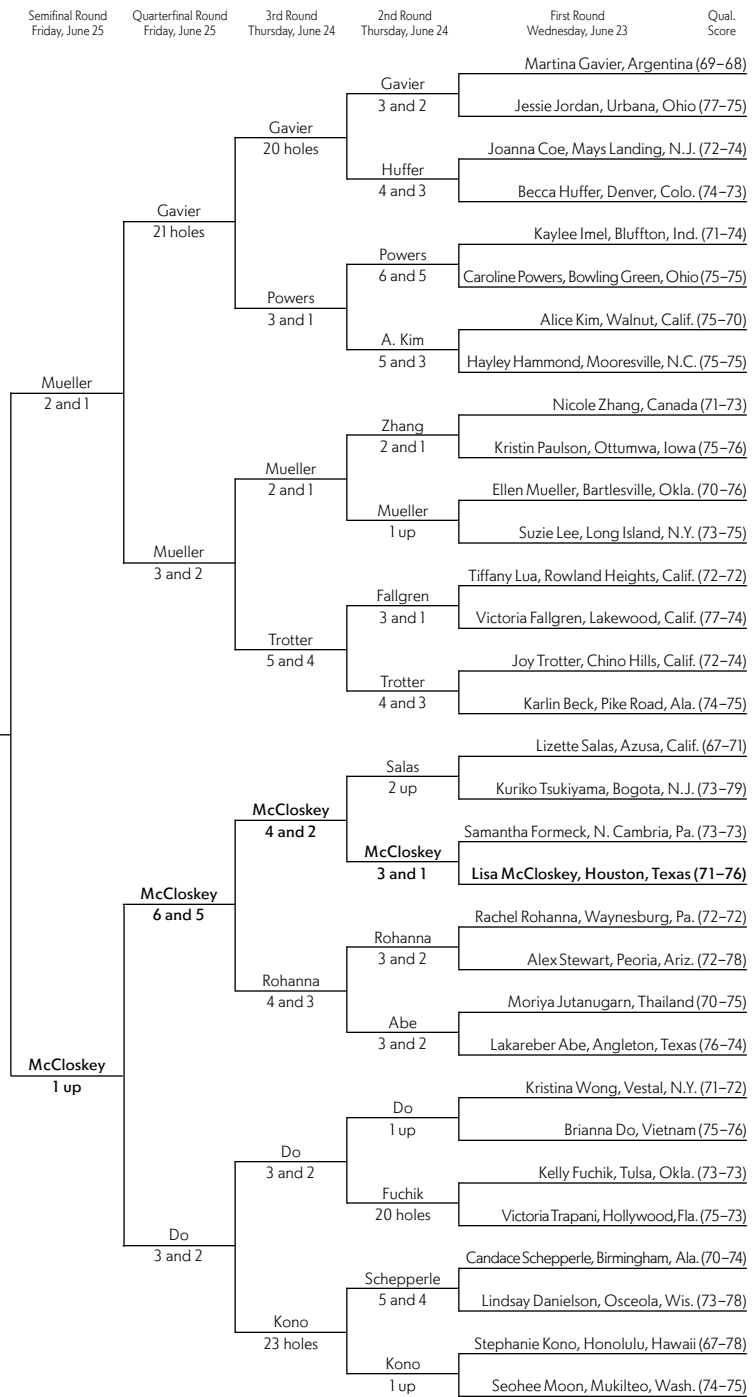 Semifinal Round
Friday, June 25
Quarterfinal Round
Friday, June 25
3rd Round
Thursday, June 24
2nd Round
Thursday, June 24
First Round
Wednesday, June 23
Qual.
Score
Martina Gavier, Argentina (69–68)
Gavier
3 and 2
Jessie Jordan, Urbana, Ohio (77–75)
Gavier
20 holes
Joanna Coe, Mays Landing, N.J. (72–74)
Huffer
4 and 3
Becca Huffer, Denver, Colo. (74–73)
Gavier
21 holes
Kaylee Imel, Bluffton, Ind. (71–74)
Powers
6 and 5
Caroline Powers, Bowling Green, Ohio (75–75)
Powers
3 and 1
Alice Kim, Walnut, Calif. (75–70)
A. Kim
5 and 3
Hayley Hammond, Mooresville, N.C. (75–75)
Mueller
2 and 1
Nicole Zhang, Canada (71–73)
Zhang
2 and 1
Kristin Paulson, Ottumwa, Iowa (75–76)
Mueller
2 and 1
Ellen Mueller, Bartlesville, Okla. (70–76)
Mueller
1 up
Suzie Lee, Long Island, N.Y. (73–75)
Mueller
3 and 2
Tiffany Lua, Rowland Heights, Calif. (72–72)
Fallgren
3 and 1
Victoria Fallgren, Lakewood, Calif. (77–74)
Trotter
5 and 4
Joy Trotter, Chino Hills, Calif. (72–74)
Trotter
4 and 3
Karlin Beck, Pike Road, Ala. (74–75)
Lizette Salas, Azusa, Calif. (67–71)
Salas
2 up
Kuriko Tsukiyama, Bogota, N.J. (73–79)
McCloskey
4 and 2
Samantha Formeck, N. Cambria, Pa. (73–73)
McCloskey
3 and 1
Lisa McCloskey, Houston, Texas (71–76)
McCloskey
6 and 5
Rachel Rohanna, Waynesburg, Pa. (72–72)
Rohanna
3 and 2
Alex Stewart, Peoria, Ariz. (72–78)
Rohanna
4 and 3
Moriya Jutanugarn, Thailand (70–75)
Abe
3 and 2
Lakareber Abe, Angleton, Texas (76–74)
McCloskey
1 up
Kristina Wong, Vestal, N.Y. (71–72)
Do
1 up
Brianna Do, Vietnam (75–76)
Do
3 and 2
Kelly Fuchik, Tulsa, Okla. (73–73)
Fuchik
20 holes
Victoria Trapani, Hollywood,Fla. (75–73)
Do
3 and 2
Candace Schepperle, Birmingham, Ala. (70–74)
Schepperle
5 and 4
Lindsay Danielson, Osceola, Wis. (73–78)
Kono
23 holes
Stephanie Kono, Honolulu, Hawaii (67–78)
Kono
1 up
Seohee Moon, Mukilteo, Wash. (74–75)